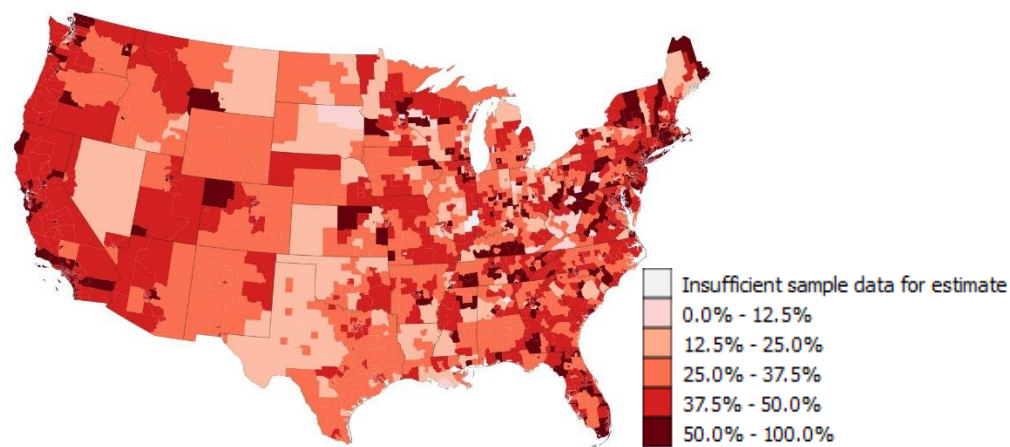 Insufficient sample data for estimate
0.0% - 12.5%
12.5% - 25.0%
25.0% - 37.5%
37.5% - 50.0%
50.0% - 100.0%